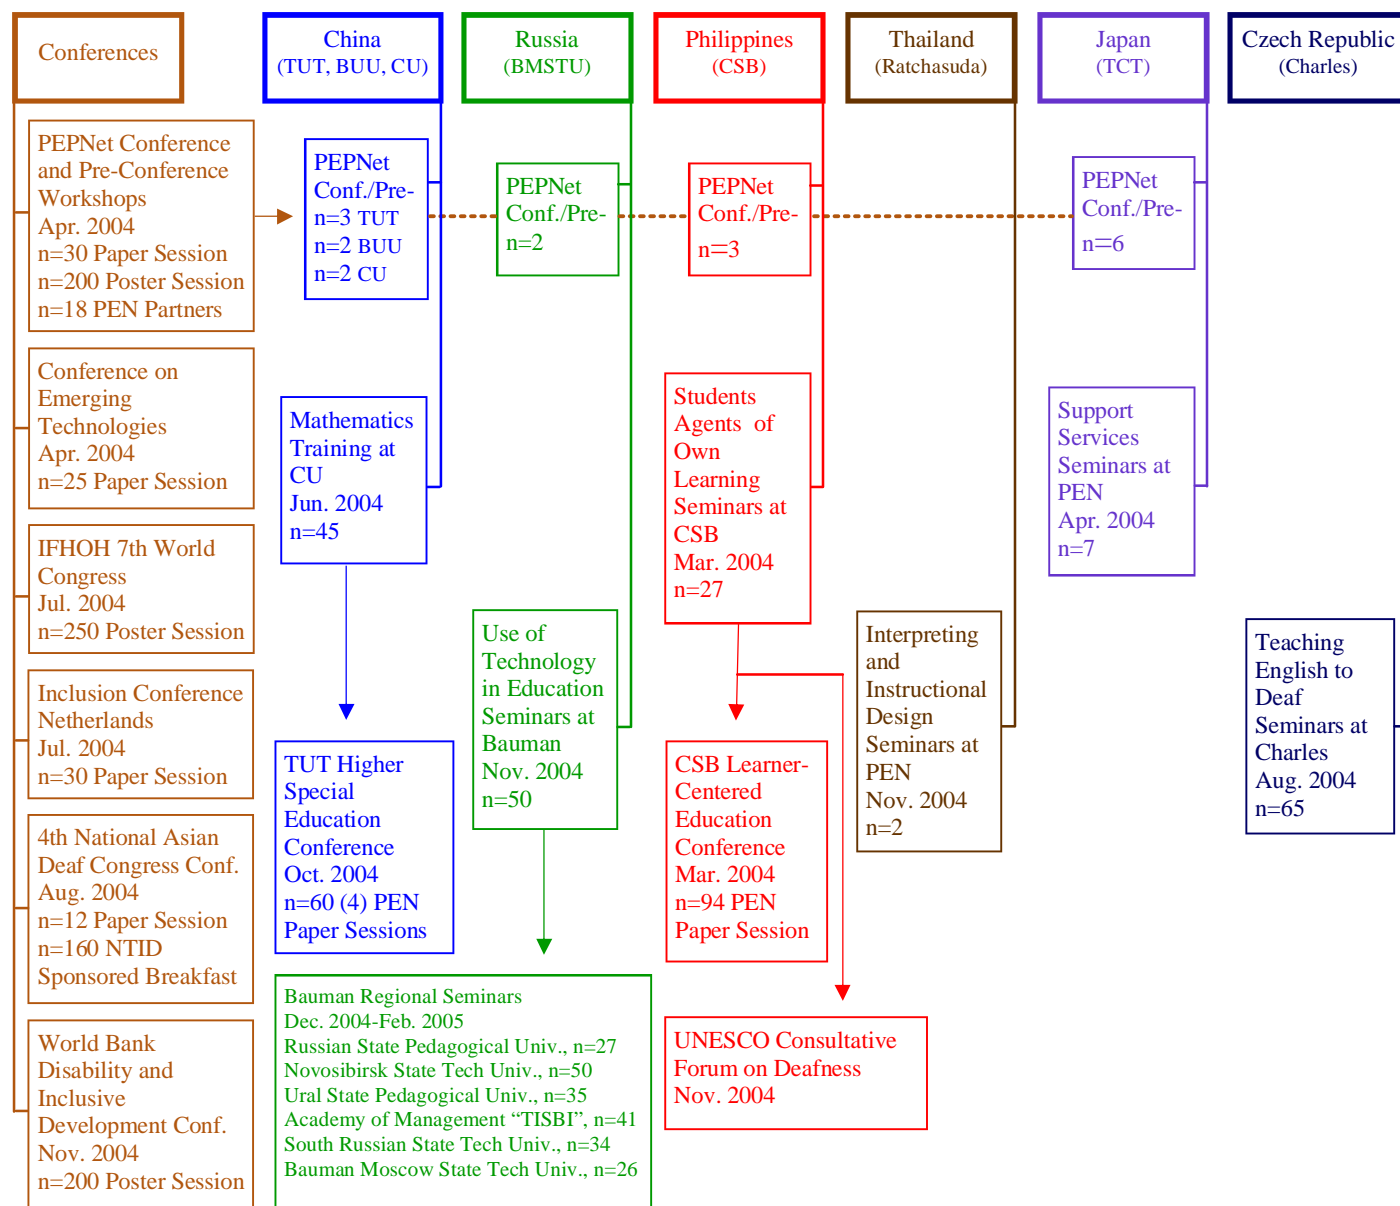 Conferences
China
(TUT, BUU, CU)
Russia
(BMSTU)
Philippines
(CSB)
Thailand
(Ratchasuda)
Japan
(TCT)
Czech Republic
(Charles)
PEPNet Conference
and Pre-Conference
Workshops
Apr. 2004
n=30 Paper Session
n=200 Poster Session
n=18 PEN Partners
PEPNet
Conf./Pre-
n=3 TUT
n=2 BUU
n=2 CU
PEPNet
Conf./Pre-
n=2
PEPNet
Conf./Pre-
n=3
PEPNet
Conf./Pre-
n=6
Conference on
Emerging
Technologies
Apr. 2004
n=25 Paper Session
Mathematics
Training at
CU
Jun. 2004
n=45
Students
Agents of
Own
Learning
Seminars at
CSB
Mar. 2004
n=27
Support
Services
Seminars at
PEN
Apr. 2004
n=7
IFHOH 7th World
Congress
Jul. 2004
n=250 Poster Session
Use of
Technology
in Education
Seminars at
Bauman
Nov. 2004
n=50
Interpreting
and
Instructional
Design
Seminars at
PEN
Nov. 2004
n=2
Teaching
English to
Deaf
Seminars at
Charles
Aug. 2004
n=65
Inclusion Conference
Netherlands
Jul. 2004
n=30 Paper Session
TUT Higher
Special
Education
Conference
Oct. 2004
n=60 (4) PEN
Paper Sessions
CSB Learner-
Centered
Education
Conference
Mar. 2004
n=94 PEN
Paper Session
4th National Asian
Deaf Congress Conf.
Aug. 2004
n=12 Paper Session
n=160 NTID
Sponsored Breakfast
Bauman Regional Seminars
Dec. 2004-Feb. 2005
Russian State Pedagogical Univ., n=27
Novosibirsk State Tech Univ., n=50
Ural State Pedagogical Univ., n=35
Academy of Management “TISBI”, n=41
South Russian State Tech Univ., n=34
Bauman Moscow State Tech Univ., n=26
UNESCO Consultative
Forum on Deafness
Nov. 2004
World Bank
Disability and
Inclusive
Development Conf.
Nov. 2004
n=200 Poster Session